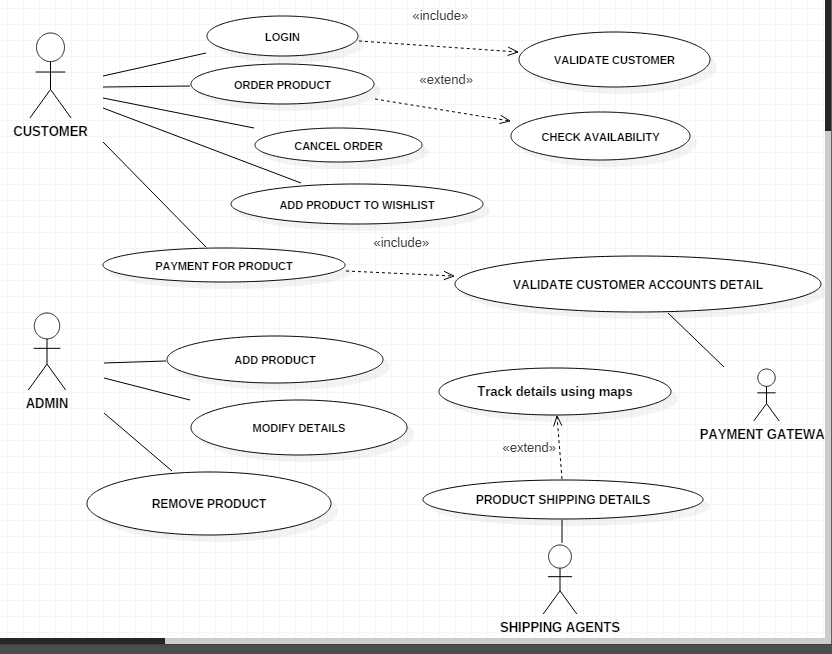 «include»
LOGIN
VALIDATE CUSTOMER
«extend»
ORDER PRODUCT
CUSTOMER
CHECK AVAILABILITY
CANCEL ORDER
ADD PRODUCT TO WISHLIST
«include»
PAYMENT FOR PRODUCT
VALIDATE CUSTOMER ACCOUNTS DETAIL
ADD PRODUCT
Track details using maps
ADMIN
MODIFY DETAILS
PAYMENT GATEWA
«extend»
REMOVE PRODUCT
PRODUCT SHIPPING DETAILS
SHIPPING AGENTS